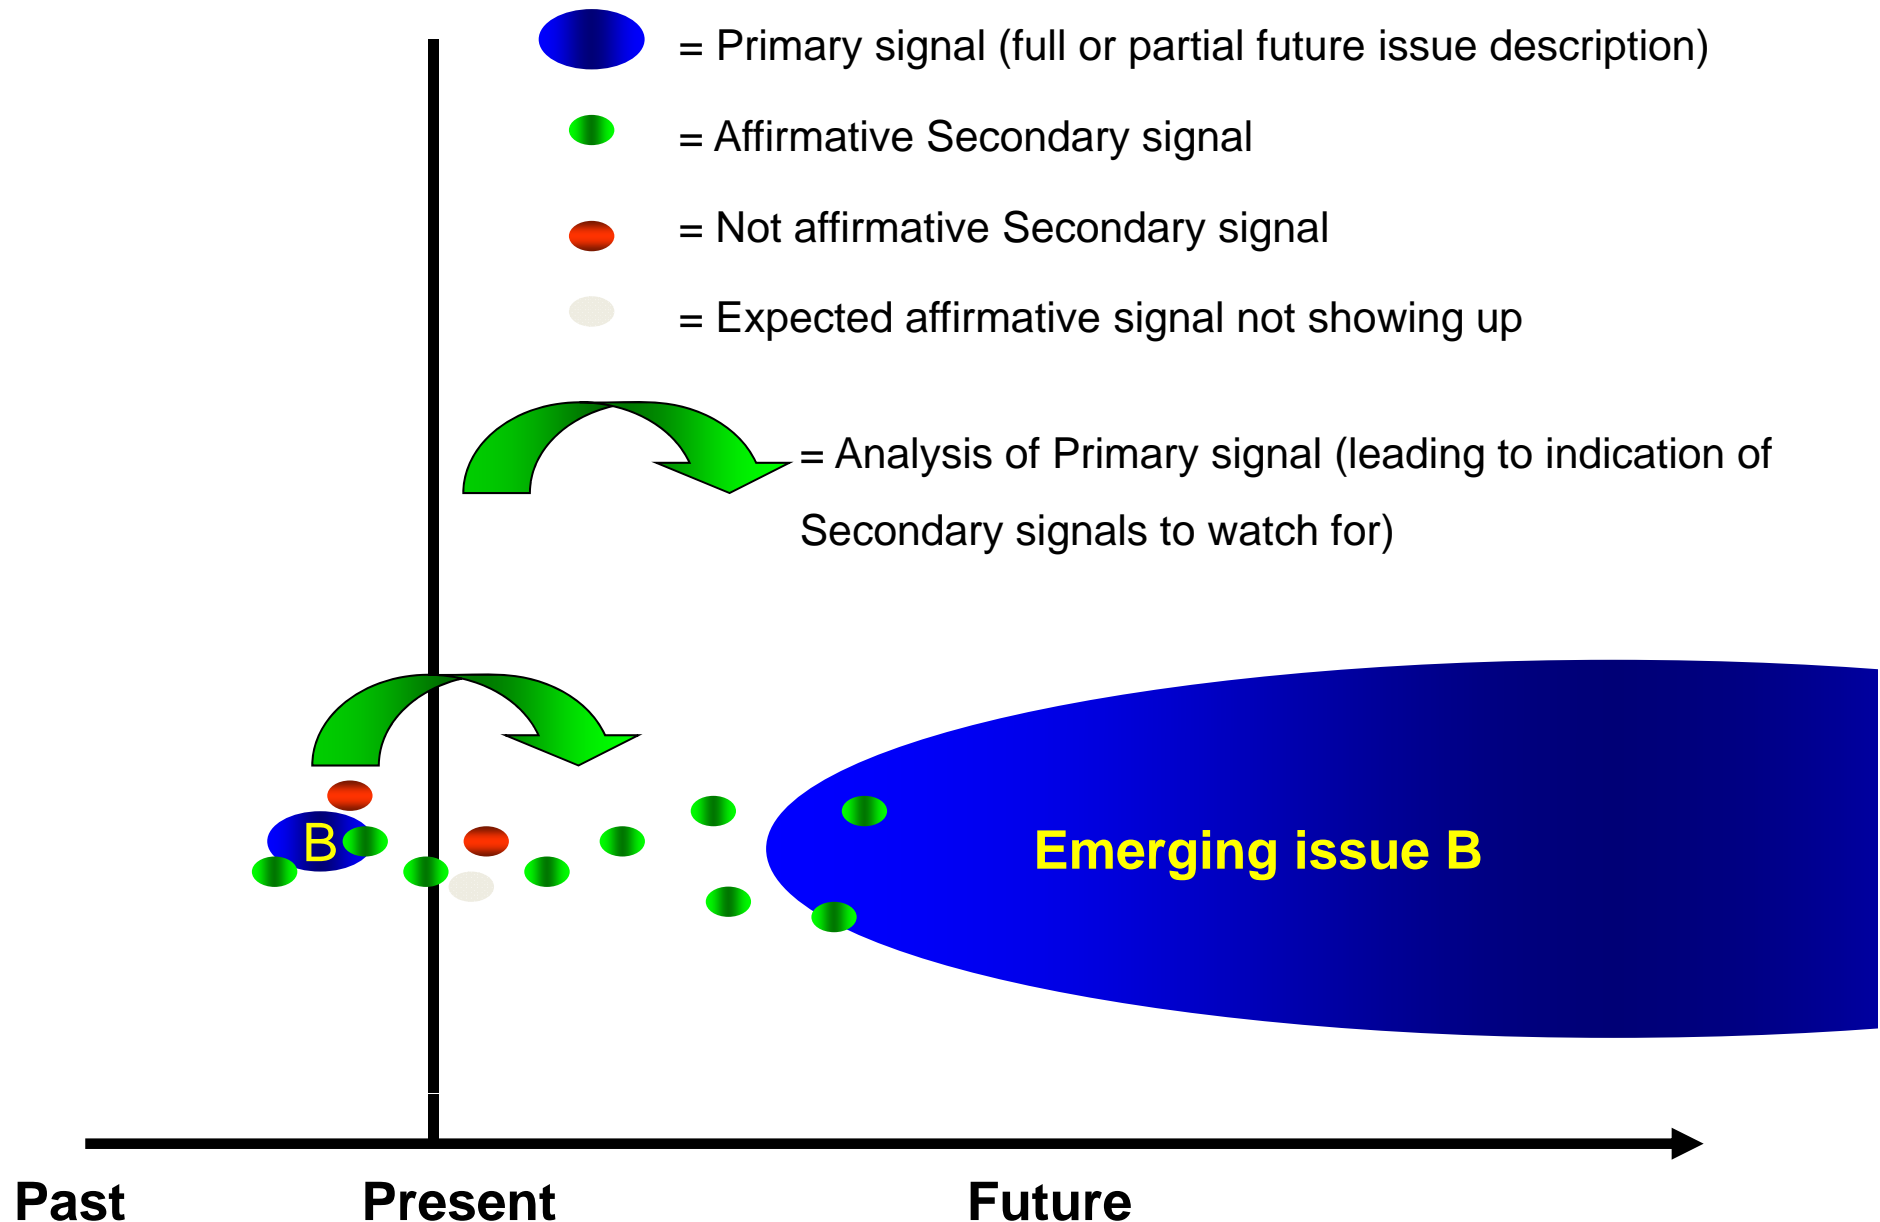 = Primary signal (full or partial future issue description)
= Affirmative Secondary signal
= Not affirmative Secondary signal
= Expected affirmative signal not showing up
= Analysis of Primary signal (leading to indication of
Secondary signals to watch for)
B
Emerging issue B
Past Present Future